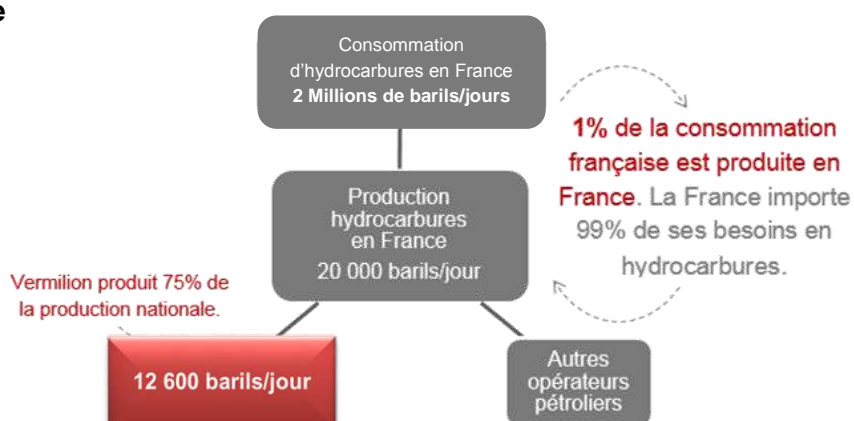 e
Consommation
d'hydrocarbures en France
2 Millions de barils/jours
1% de la consommation
française est produite en
France. La France importe
99% de ses besoins en
hydrocarbures.
Production
hydrocarbures
en France
20 000 barils/jour
Vermilion produit 75% de
la production nationale.
12 600 barils/jour
Autres
opérateurs
pétroliers